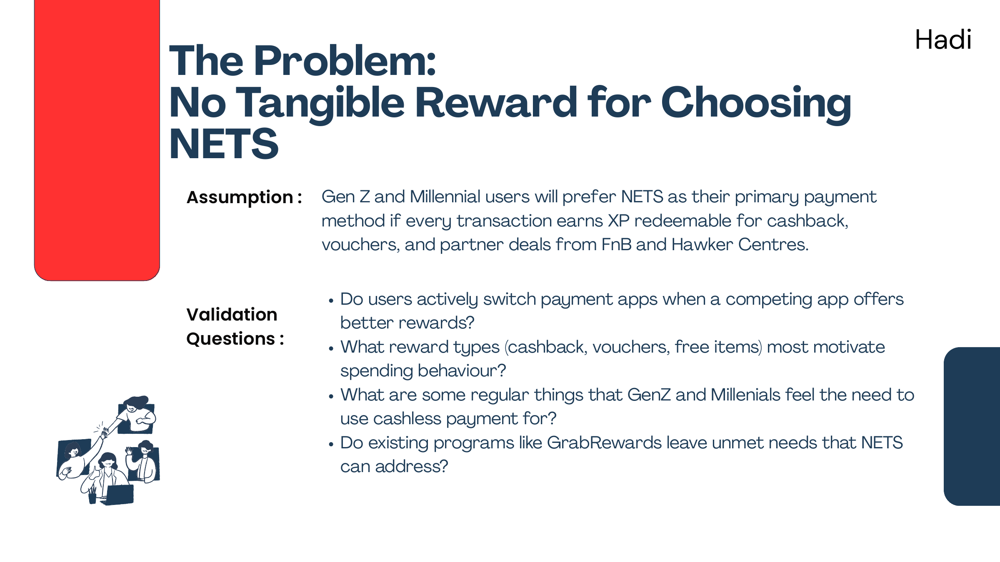 Hadi
The Problem:
No Tangible Reward for Choosing
NETS
Assumption :
Gen Z and Millennial users will prefer NETS as their primary payment
method if every transaction earns XP redeemable for cashback,
vouchers, and partner deals from FnB and Hawker Centres.
Validation
Questions :
• Do users actively switch payment apps when a competing app offers
better rewards?
• What reward types (cashback, vouchers, free items) most motivate
spending behaviour?
• What are some regular things that GenZ and Millenials feel the need to
use cashless payment for?
• Do existing programs like GrabRewards leave unmet needs that NETS
can address?